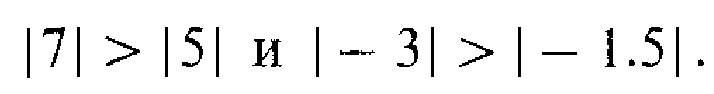 |7| > |5| и |− 3| > |− 1.5|.